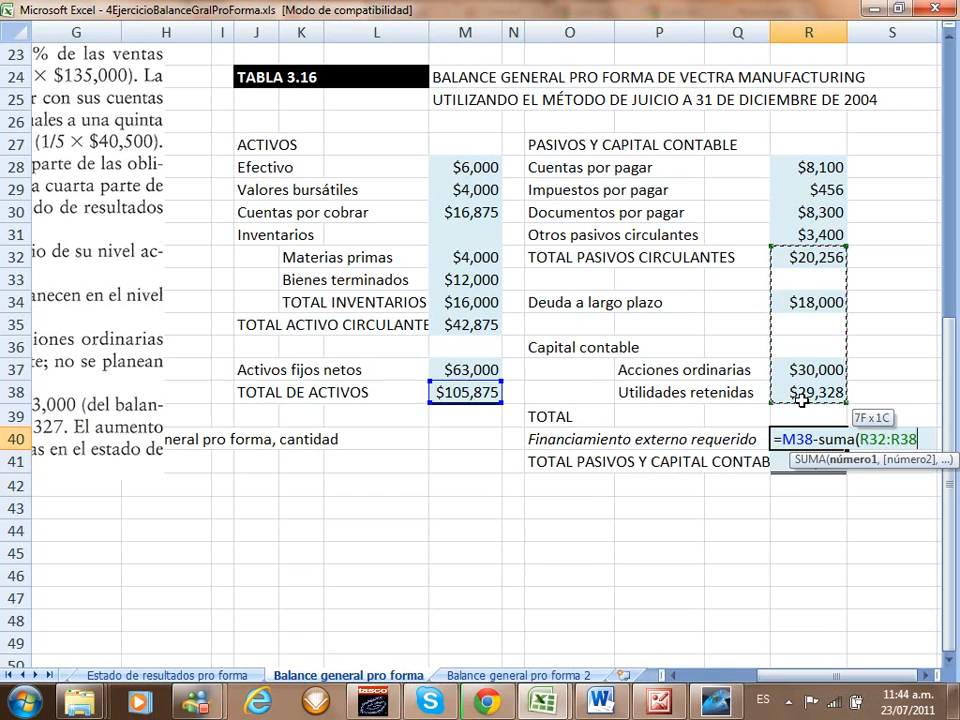 Microsoft Excel - 4EjercicioBalanceGralProForma.xls [Modo de compatibilidad]
G H I J K L M N O P Q R S
23 % de las ventas
24 × $135,000). La TABLA 3.16 BALANCE GENERAL PRO FORMA DE VECTRA MANUFACTURING
25 r con sus cuentas UTILIZANDO EL MÉTODO DE JUICIO A 31 DE DICIEMBRE DE 2004
26 uales a una quinta
27 (1/5 × $40,500). ACTIVOS PASIVOS Y CAPITAL CONTABLE
28 parte de las obli- Efectivo $6,000 Cuentas por pagar $8,100
29 a cuarta parte de Valores bursátiles $4,000 Impuestos por pagar $456
30 do de resultados Cuentas por cobrar $16,875 Documentos por pagar $8,300
31 Inventarios Otros pasivos circulantes $3,400
32 io de su nivel ac- Materias primas $4,000 TOTAL PASIVOS CIRCULANTES $20,256
33 Bienes terminados $12,000
34 anecen en el nivel TOTAL INVENTARIOS $16,000 Deuda a largo plazo $18,000
35 TOTAL ACTIVO CIRCULANTE $42,875
36 iones ordinarias Capital contable
37 te; no se planean Activos fijos netos $63,000 Acciones ordinarias $30,000
38 TOTAL DE ACTIVOS $105,875 Utilidades retenidas $29,328
39 3,000 (del balan- TOTAL
7F x 1C
40 327. El aumento eneral pro forma, cantidad Financiamiento externo requerido =M38-suma(R32:R38
41 as en el estado de TOTAL PASIVOS Y CAPITAL CONTAB
SUMA(número1, [número2], ...)
42
43
44
45
46
47
48
49
50
Estado de resultados pro forma Balance general pro forma Balance general pro forma 2
tasco ES 11:44 a.m.
23/07/2011